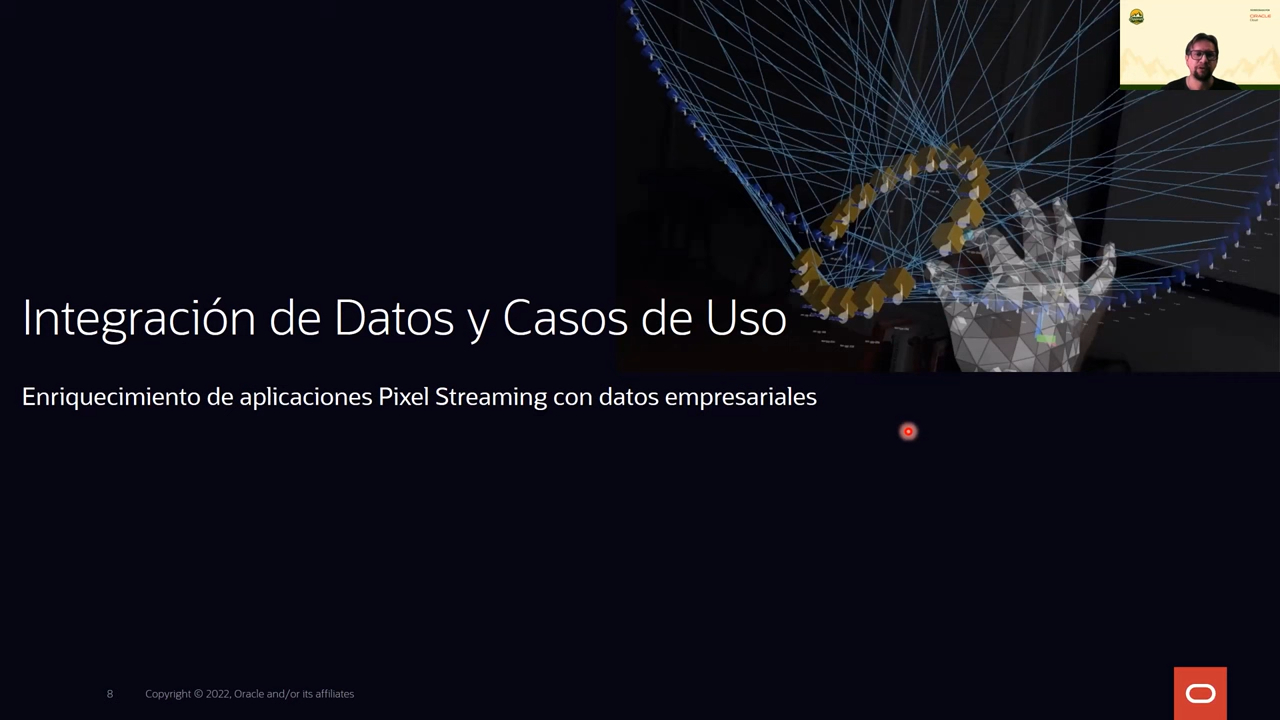 Integración de Datos y Casos de Uso
Enriquecimiento de aplicaciones Pixel Streaming con datos empresariales
8
Copyright © 2022, Oracle and/or its affiliates
ORACLE